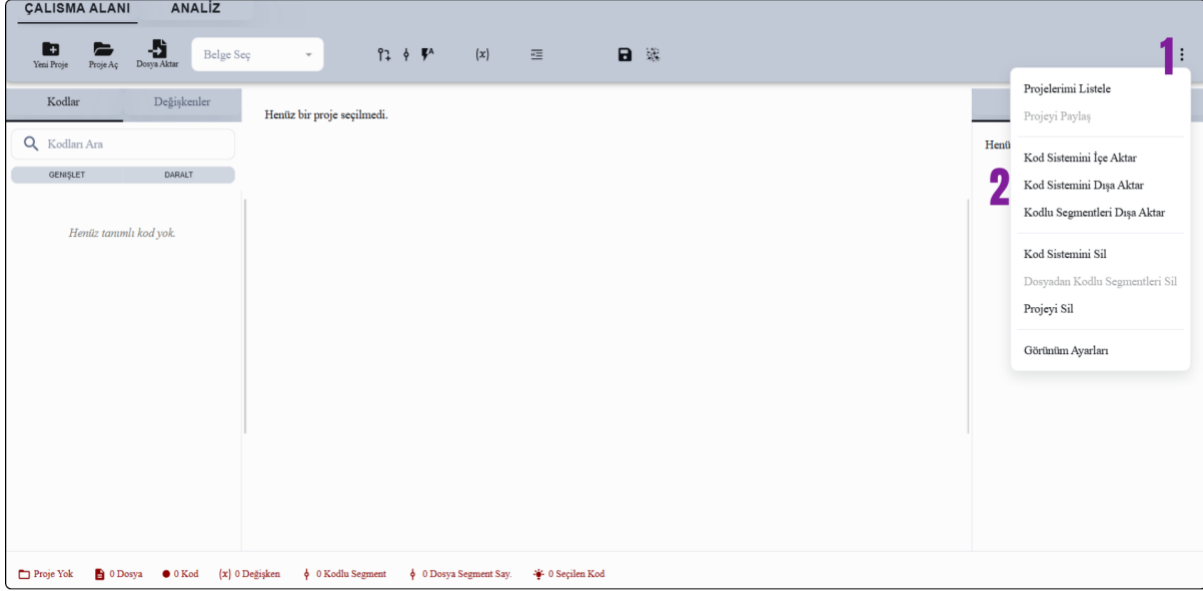 ÇALISMA ALANI ANALİZ
Yeni Proje Proje Aç Dosya Aktar Belge Seç A (x) 1
Kodlar Değişkenler
Henüz bir proje seçilmedi.
Kodları Ara
GENIŞLET DARALT
Henüz tanımlı kod yok.
Henü
2
Projelerimi Listele
Projeyi Paylaş
Kod Sistemini İçe Aktar
Kod Sistemini Dışa Aktar
Kodlu Segmentleri Dışa Aktar
Kod Sistemini Sil
Dosyadan Kodlu Segmentleri Sil
Projeyi Sil
Görünüm Ayarları
Proje Yok 0 Dosya 0 Kod (x) 0 Değişken 0 Kodlu Segment 0 Dosya Segment Say. 0 Seçilen Kod